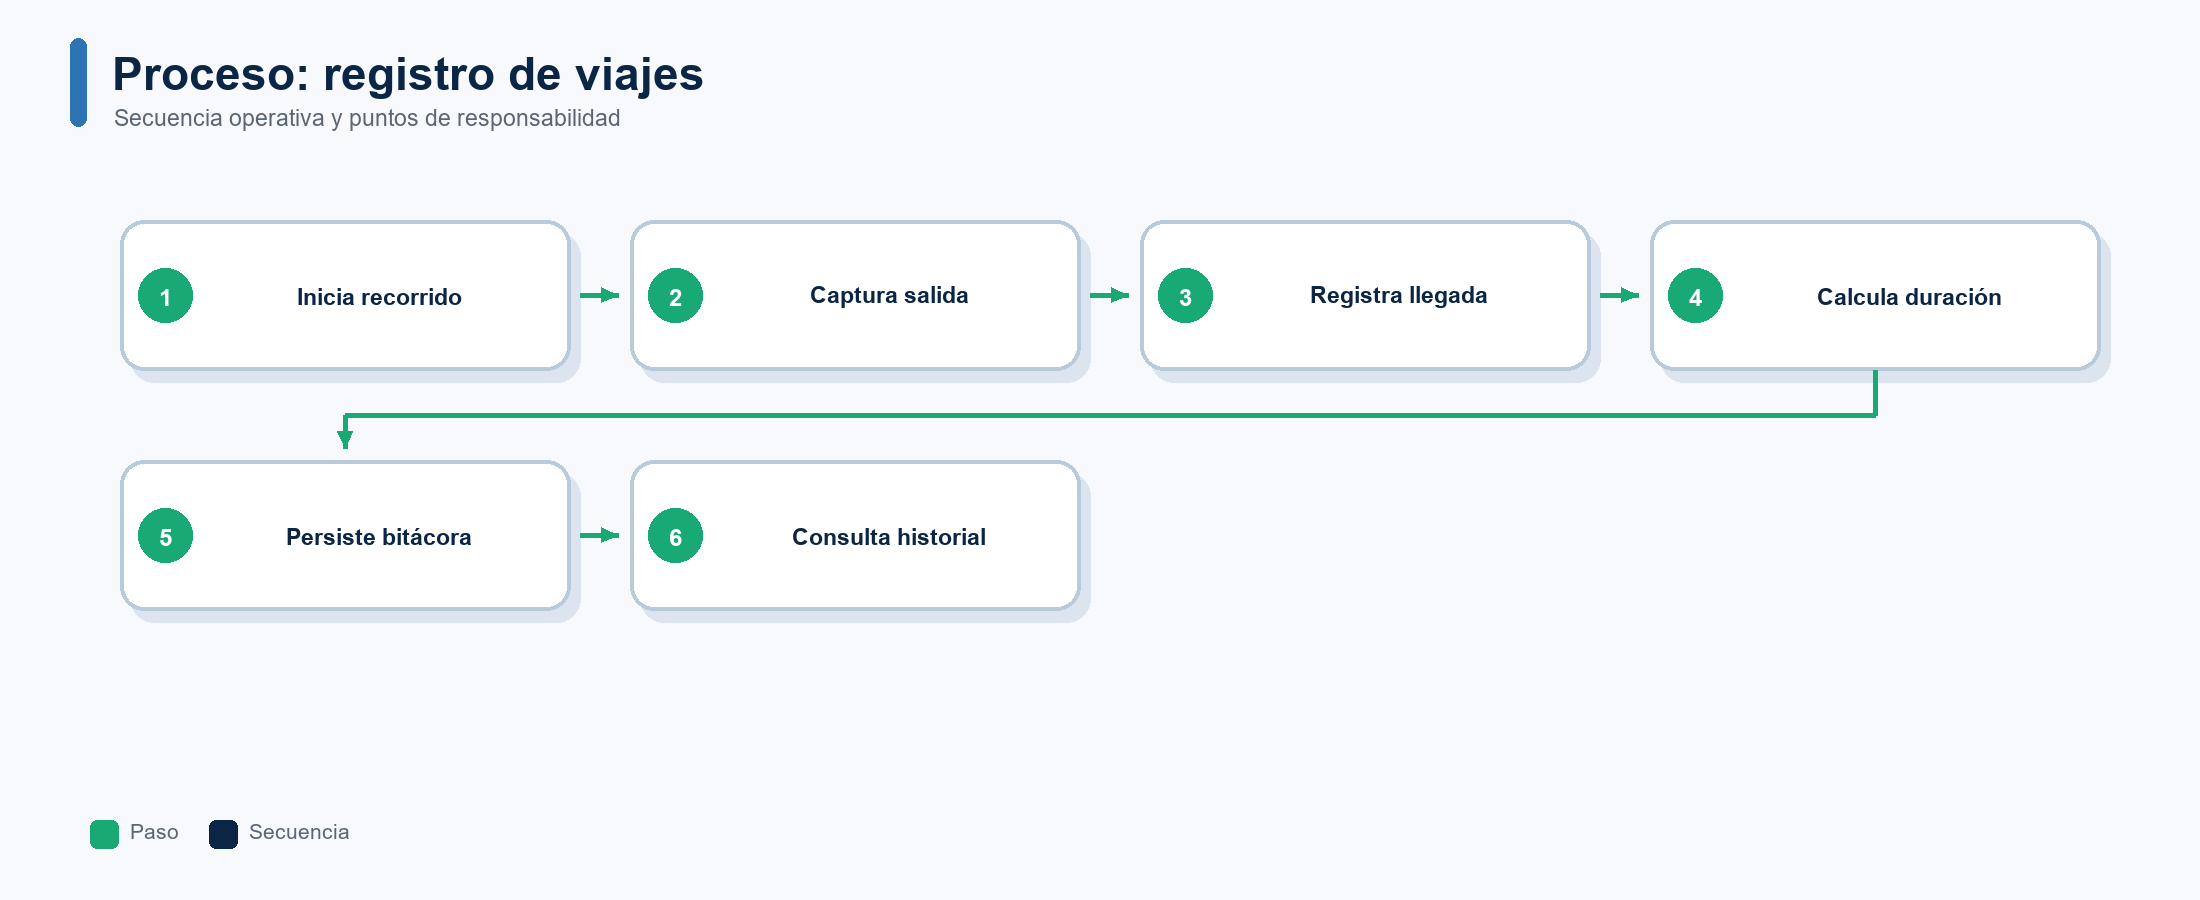 Proceso: registro de viajes
Secuencia operativa y puntos de responsabilidad
1 Inicia recorrido
2 Captura salida
3 Registra llegada
4 Calcula duración
5 Persiste bitácora
6 Consulta historial
Paso
Secuencia